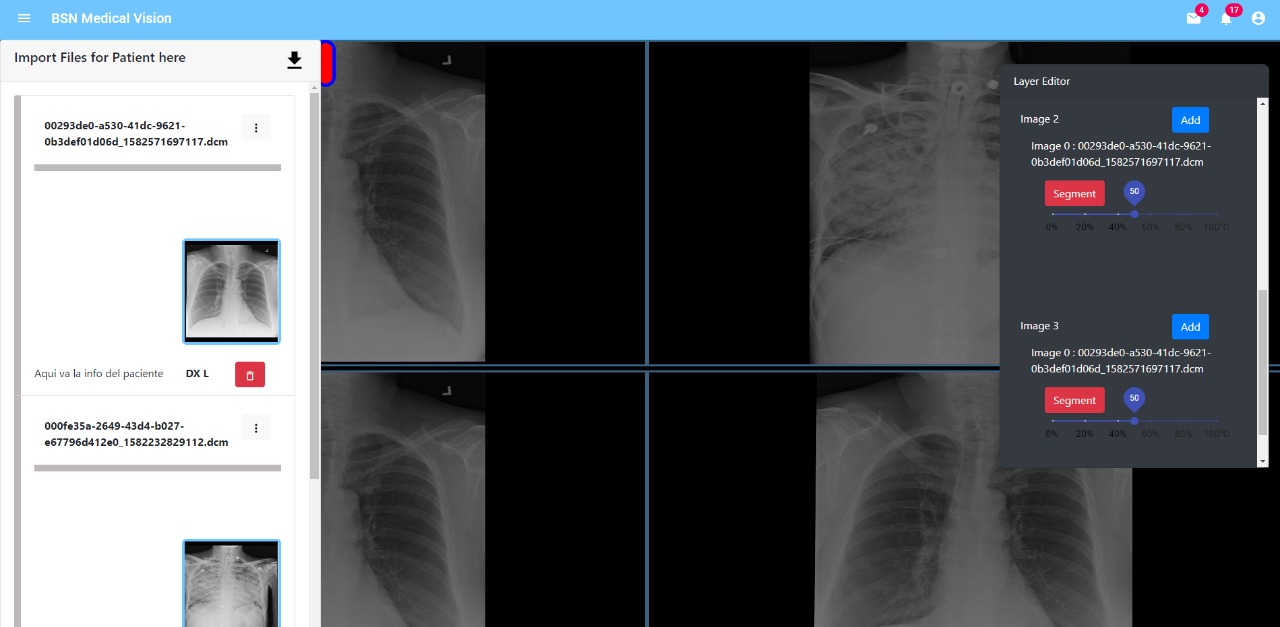 BSN Medical Vision
4
17
Import Files for Patient here
00293de0-a530-41dc-9621-
0b3def01d06d_1582571697117.dcm
Aqui va la info del paciente
DX L
000fe35a-2649-43d4-b027-
e67796d412e0_1582232829112.dcm
Layer Editor
Image 2
Add
Image 0 : 00293de0-a530-41dc-9621-
0b3def01d06d_1582571697117.dcm
Segment
50
0% 20% 40% 60% 80% 100°C
Image 3
Add
Image 0 : 00293de0-a530-41dc-9621-
0b3def01d06d_1582571697117.dcm
Segment
50
0% 20% 40% 60% 80% 100°C